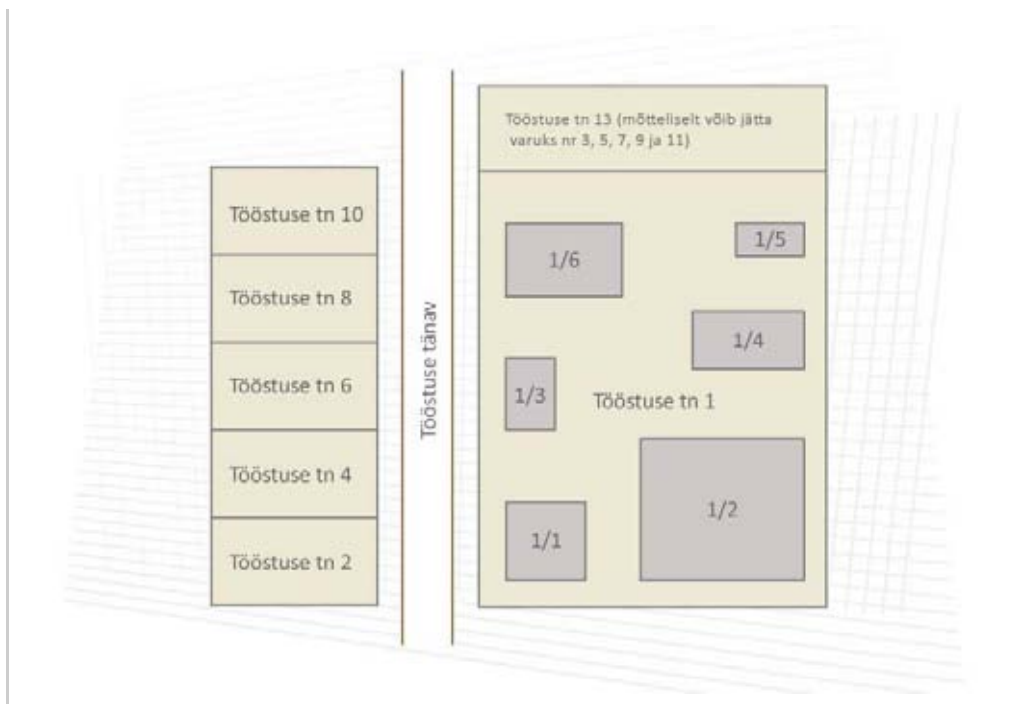 Tööstuse tn 13 (mõtteliselt võib jätta
varuks nr 3, 5, 7, 9 ja 11)
Tööstuse tn 10
Tööstuse tn 8
Tööstuse tn 6
Tööstuse tn 4
Tööstuse tn 2
Tööstuse tänav
1/6
1/5
1/4
1/3
Tööstuse tn 1
1/2
1/1